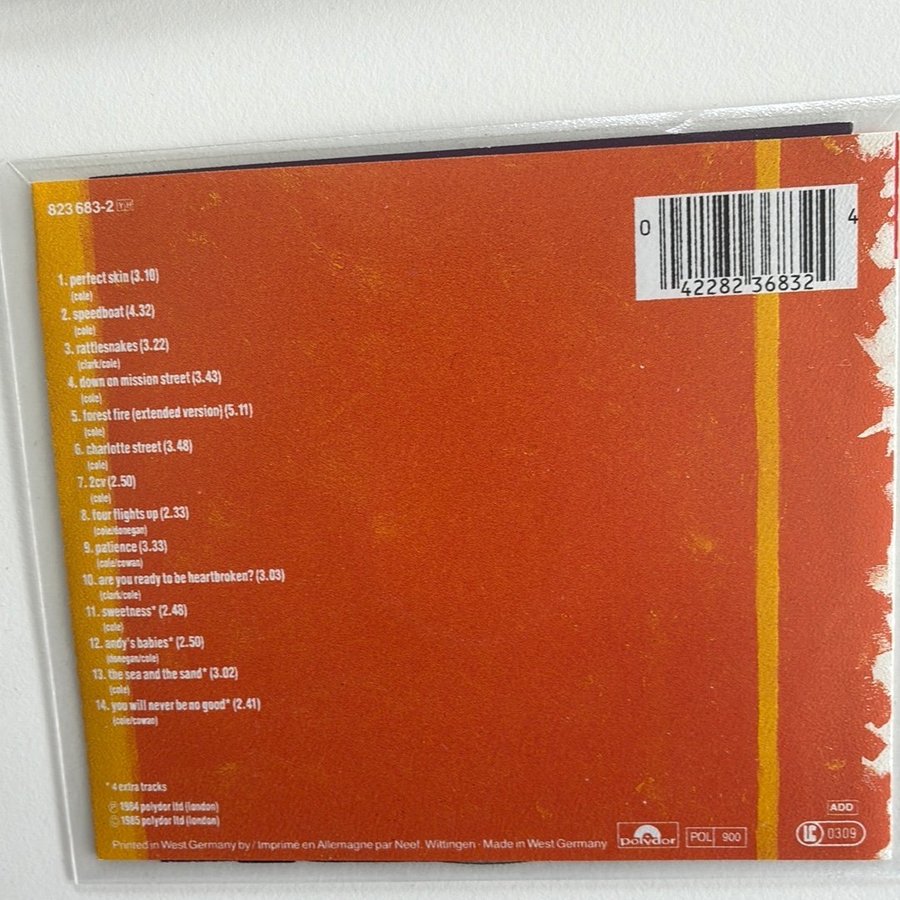 823 683-2 YH
0 42282 36832 4
1. perfect skin (3.10)
(cole)
2. speedboat (4.32)
(cole)
3. rattlesnakes (3.22)
(clark/cole)
4. down on mission street (3.43)
(cole)
5. forest fire (extended version) (5.11)
(cole)
6. charlotte street (3.48)
(cole)
7. 2cv (2.50)
(cole)
8. four flights up (2.33)
(cole/donegan)
9. patience (3.33)
(cole/cowan)
10. are you ready to be heartbroken? (3.03)
(clark/cole)
11. sweetness* (2.48)
(cole)
12. andy's babies* (2.50)
(donegan/cole)
13. the sea and the sand* (3.02)
(cole)
14. you will never be no good* (2.41)
(cole/cowan)
* 4 extra tracks
℗ 1984 polydor ltd (london)
© 1985 polydor ltd (london)
Printed in West Germany by / Imprimé en Allemagne par Neef. Wittingen · Made in West Germany
polydor
POL 900
ADD
LC 0309